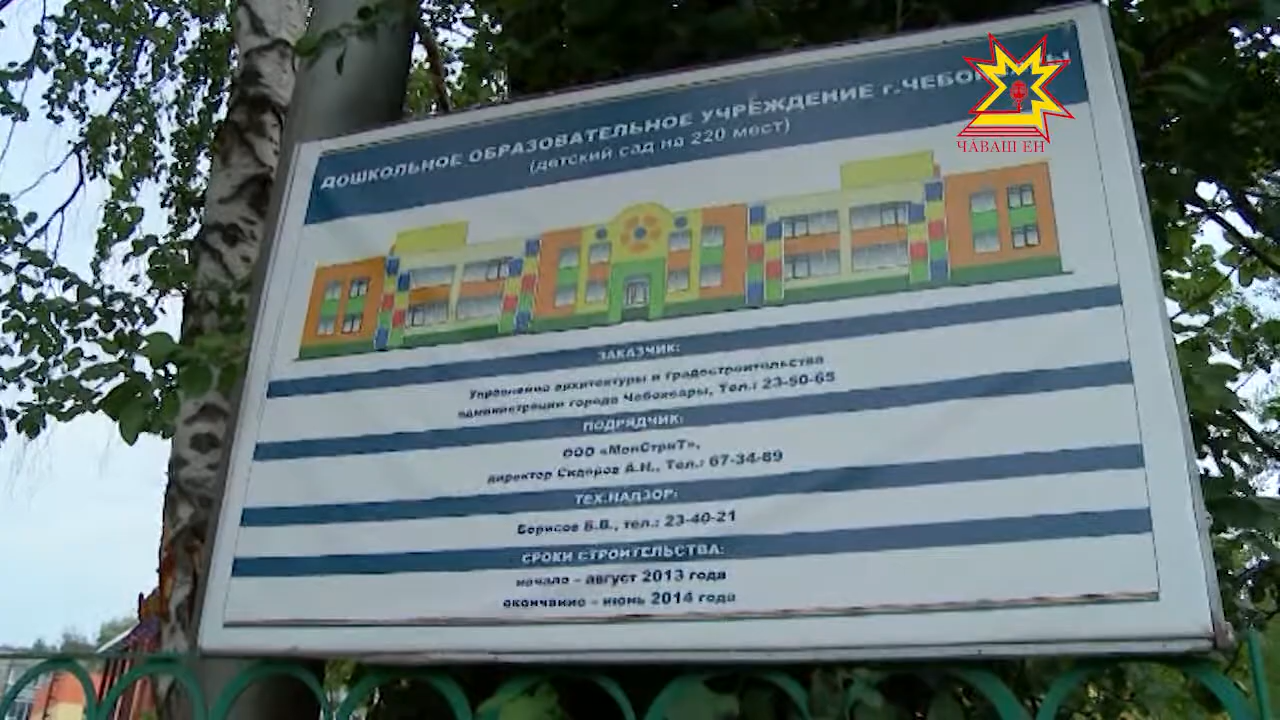 ДОШКОЛЬНОЕ ОБРАЗОВАТЕЛЬНОЕ УЧРЕЖДЕНИЕ г.ЧЕБОКСАРЫ
(детский сад на 220 мест)
ЧӐВАШ ЕН
ЗАКАЗЧИК:
Управление архитектуры и градостроительства
администрации города Чебоксары, Тел.: 23-50-65
ПОДРЯДЧИК:
ООО «МонСтриТ»,
директор Сидоров А.Н., Тел.: 67-34-89
ТЕХ.НАДЗОР:
Борисов В.В., тел.: 23-40-21
СРОКИ СТРОИТЕЛЬСТВА:
начало - август 2013 года
окончание - июнь 2014 года